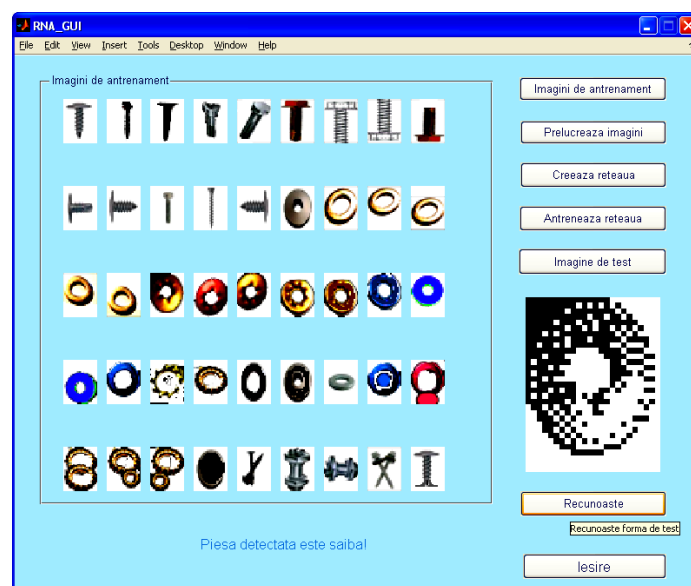 RNA_GUI
File Edit View Insert Tools Desktop Window Help
Imagini de antrenament
Imagini de antrenament
Prelucreaza imagini
Creeaza reteaua
Antreneaza reteaua
Imagine de test
Recunoaste
Recunoaste forma de test
Piesa detectata este saiba!
Iesire